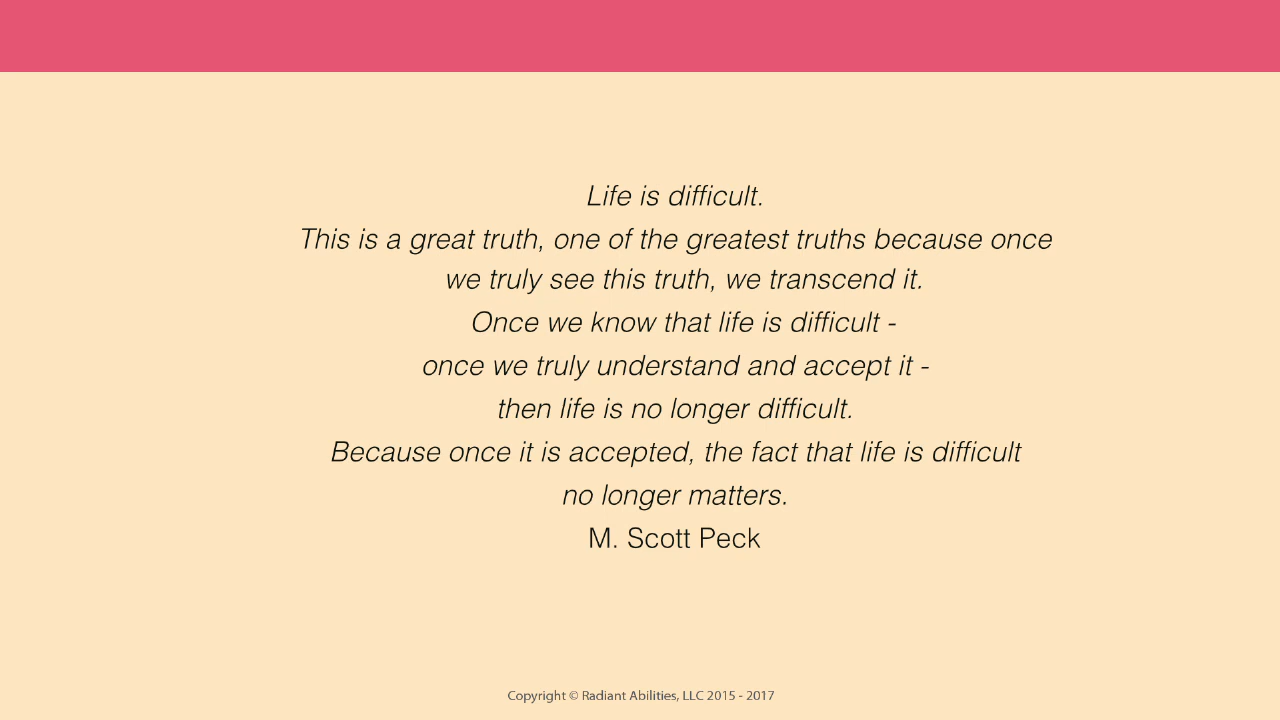 Life is difficult.
This is a great truth, one of the greatest truths because once
we truly see this truth, we transcend it.
Once we know that life is difficult -
once we truly understand and accept it -
then life is no longer difficult.
Because once it is accepted, the fact that life is difficult
no longer matters.
M. Scott Peck
Copyright © Radiant Abilities, LLC 2015 - 2017